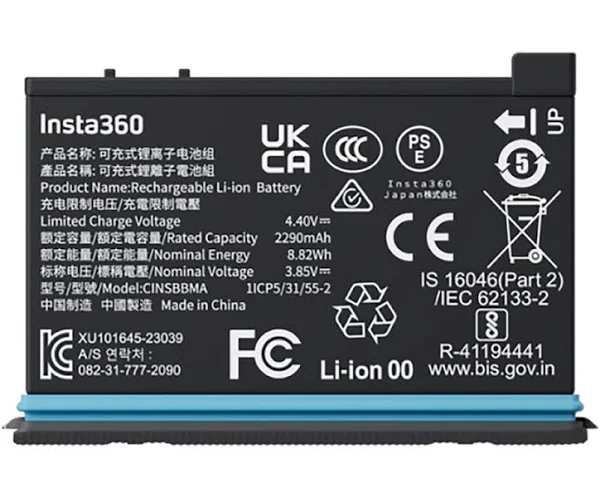 Insta360
产品名称: 可充式锂离子电池组
產品名稱: 可充式鋰離子電池組
Product Name:Rechargeable Li-ion Battery
充电限制电压/充電限制電壓
Limited Charge Voltage 4.40V⎓
额定容量/額定電容量/Rated Capacity 2290mAh
额定能量/額定能量/Nominal Energy 8.82Wh
标称电压/標稱電壓/Nominal Voltage 3.85V⎓
型号/型號/Model:CINSBBMA 1ICP5/31/55-2
中国制造 中國製造 Made in China
UK
CA
CCC
PS
E
Insta360
Japan株式会社
UP
5
CE
IS 16046(Part 2)
/IEC 62133-2
R-41194441
www.bis.gov.in
KC
XU101645-23039
A/S 연락처 :
082-31-777-2090
FC
Li-ion 00